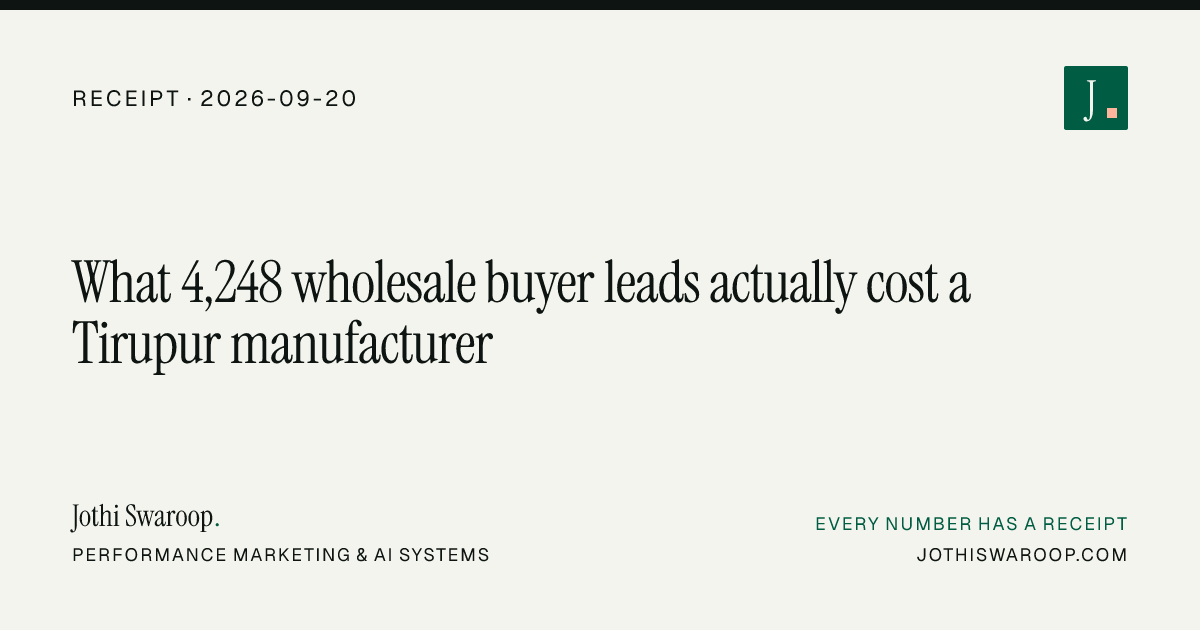 RECEIPT · 2026-09-20
J.
What 4,248 wholesale buyer leads actually cost a
Tirupur manufacturer
Jothi Swaroop.
PERFORMANCE MARKETING & AI SYSTEMS
EVERY NUMBER HAS A RECEIPT
JOTHISWAROOP.COM